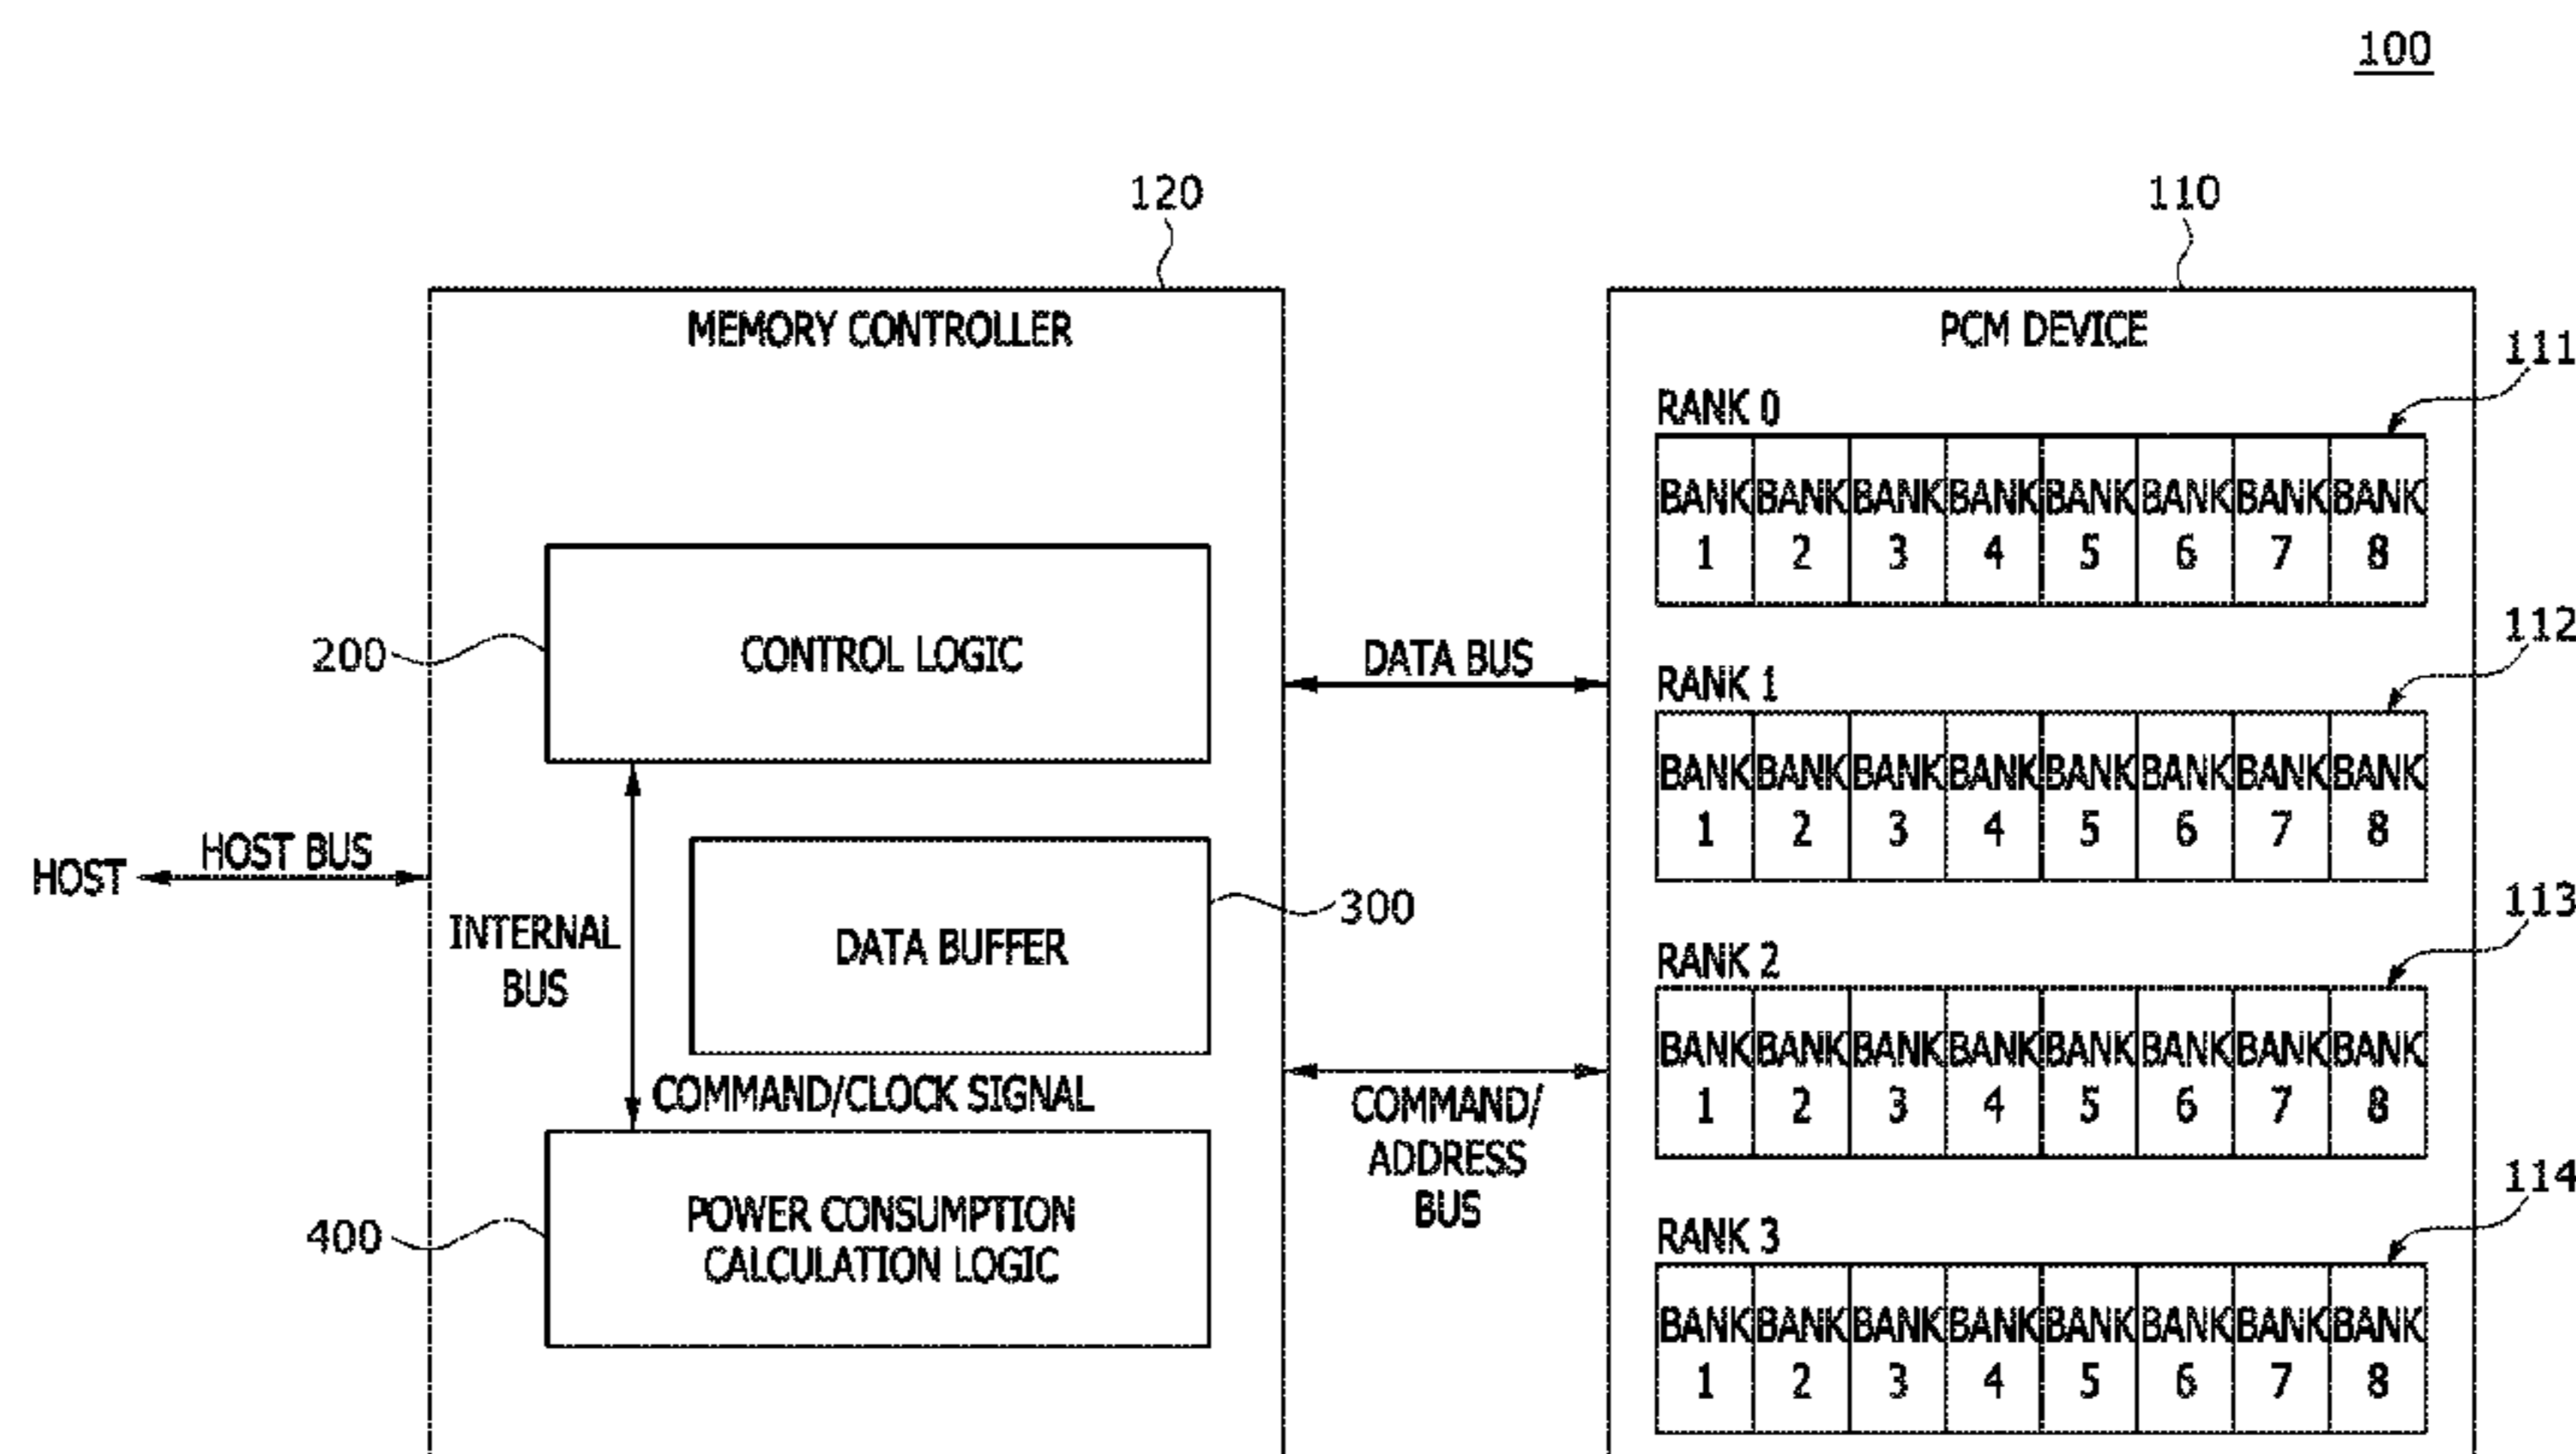 100
120
110
MEMORY CONTROLLER
PCM DEVICE
111
RANK 0
BANK BANK BANK BANK BANK BANK BANK BANK
1 2 3 4 5 6 7 8
200
CONTROL LOGIC
DATA BUS
112
RANK 1
BANK BANK BANK BANK BANK BANK BANK BANK
1 2 3 4 5 6 7 8
HOST
HOST BUS
INTERNAL
BUS
DATA BUFFER
300
113
RANK 2
BANK BANK BANK BANK BANK BANK BANK BANK
1 2 3 4 5 6 7 8
COMMAND/CLOCK SIGNAL
COMMAND/
ADDRESS
BUS
400
POWER CONSUMPTION
CALCULATION LOGIC
114
RANK 3
BANK BANK BANK BANK BANK BANK BANK BANK
1 2 3 4 5 6 7 8